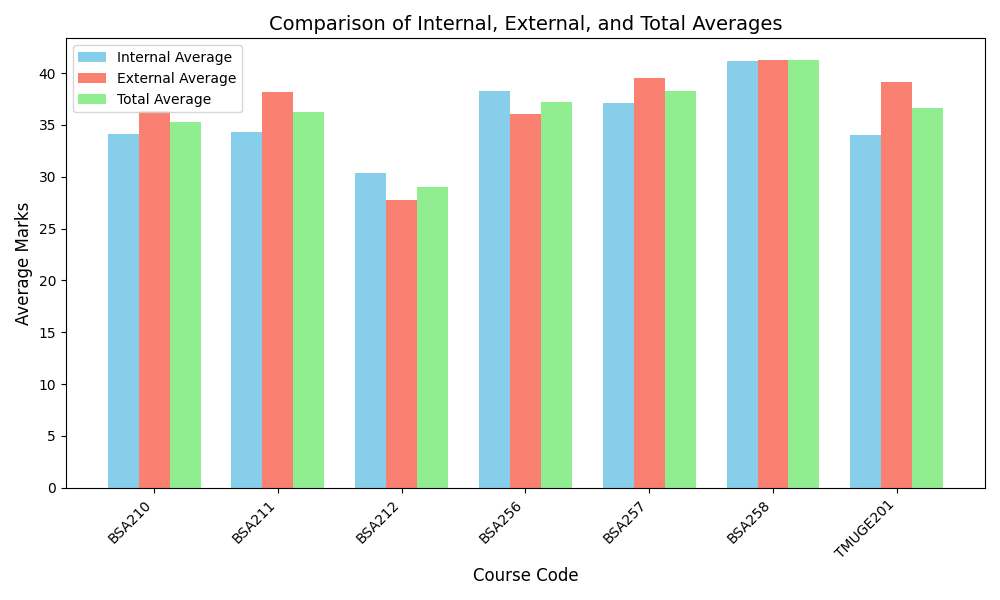 Comparison of Internal, External, and Total Averages
Internal Average
External Average
Total Average
Average Marks
40
35
30
25
20
15
10
5
0
BSA210
BSA211
BSA212
BSA256
BSA257
BSA258
TMUGE201
Course Code